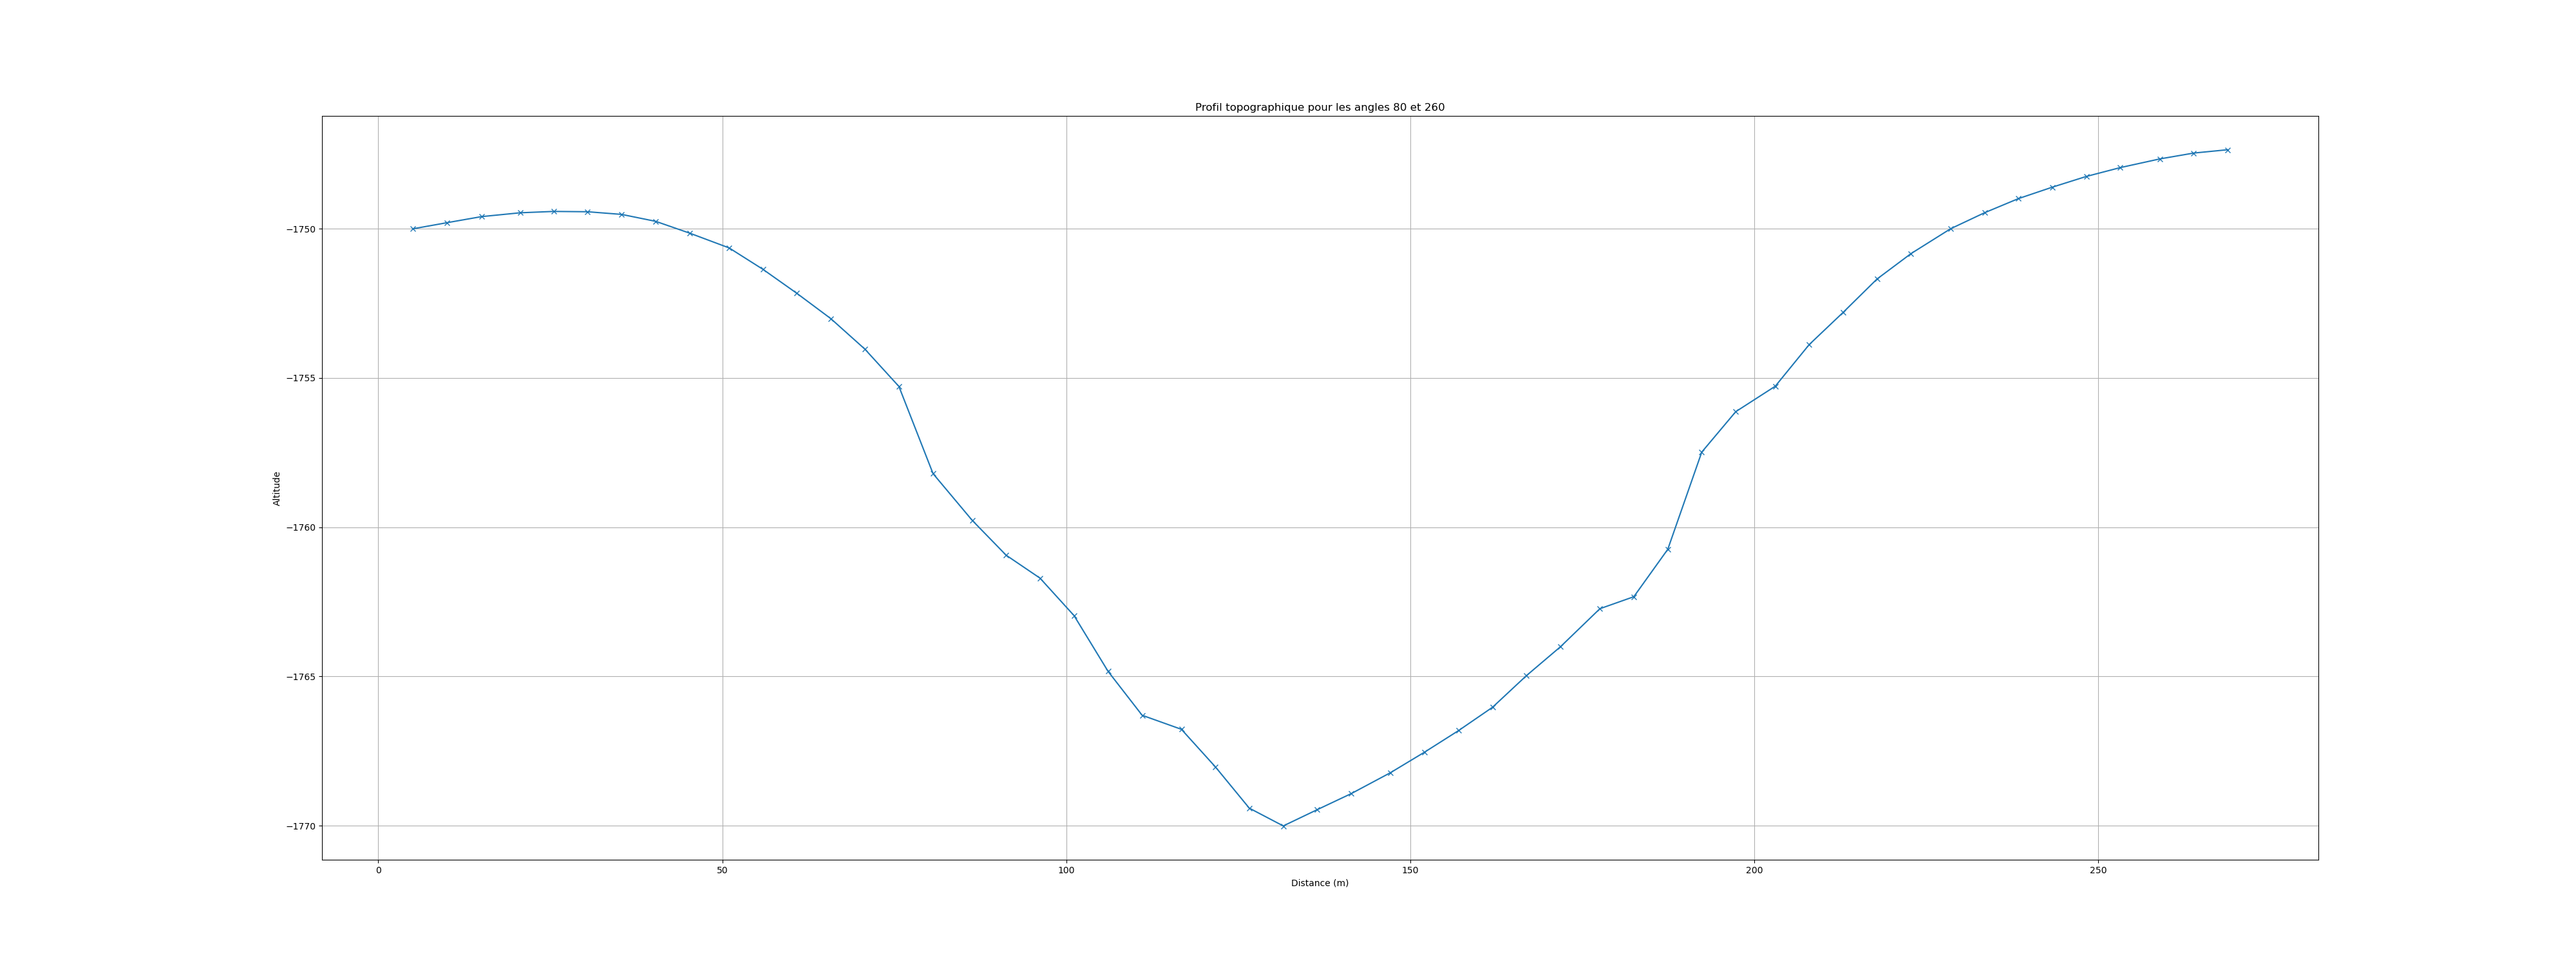 Profil topographique pour les angles 80 et 260
Altitude
−1750
−1755
−1760
−1765
−1770
0 50 100 150 200 250
Distance (m)